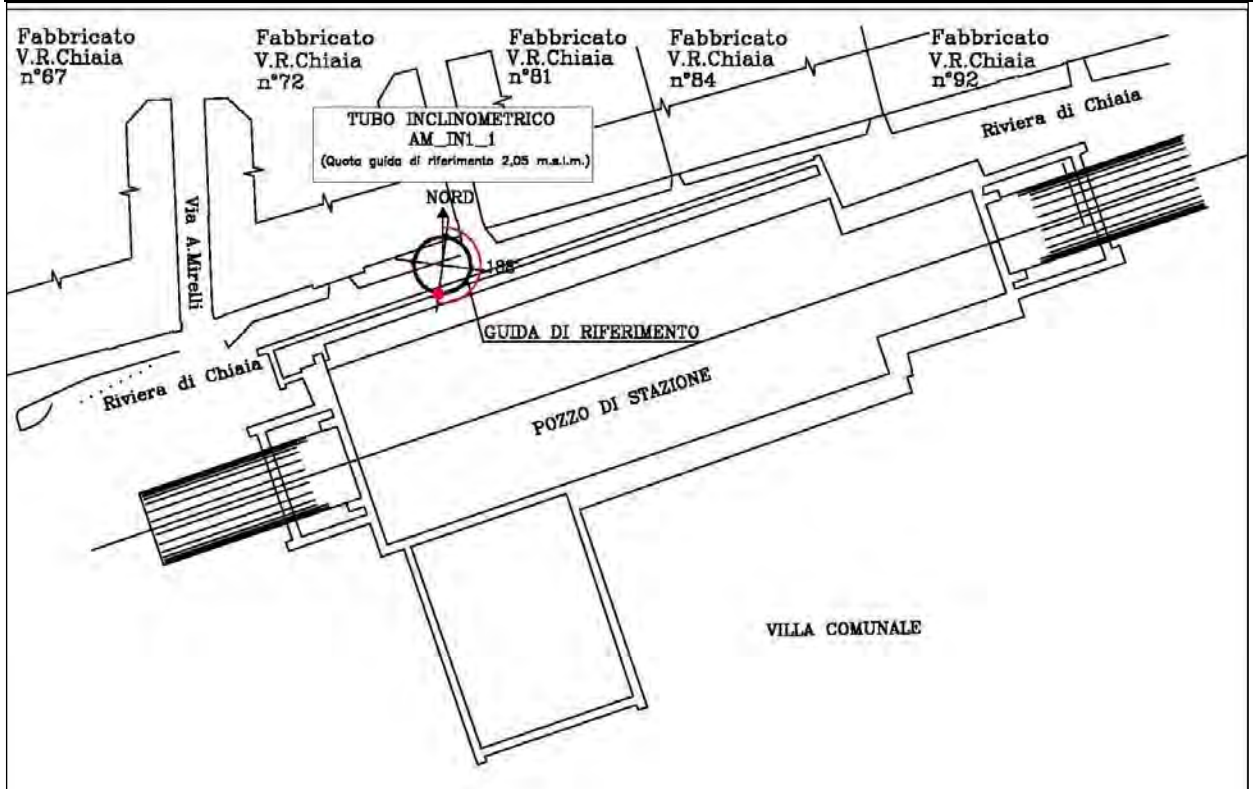 Fabbricato
V.R.Chiaia
n°67
Fabbricato
V.R.Chiaia
n°72
Fabbricato
V.R.Chiaia
n°81
Fabbricato
V.R.Chiaia
n°84
Fabbricato
V.R.Chiaia
n°92
TUBO INCLINOMETRICO
AM_IN1_1
(Quota guida di riferimento 2,05 m.s.l.m.)
Riviera di Chiaia
NORD
Via A.Mirelli
188°
GUIDA DI RIFERIMENTO
Riviera di Chiaia
POZZO DI STAZIONE
VILLA COMUNALE